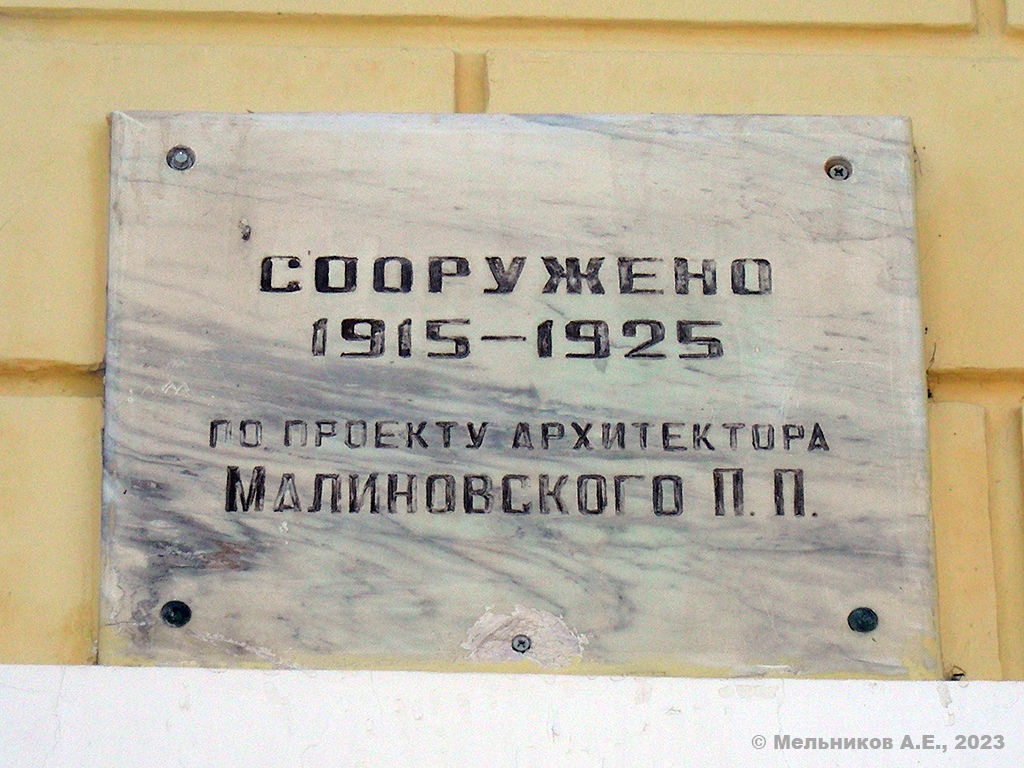 СООРУЖЕНО
1915-1925
ПО ПРОЕКТУ АРХИТЕКТОРА
МАЛИНОВСКОГО П.П.
© Мельников А.Е., 2023